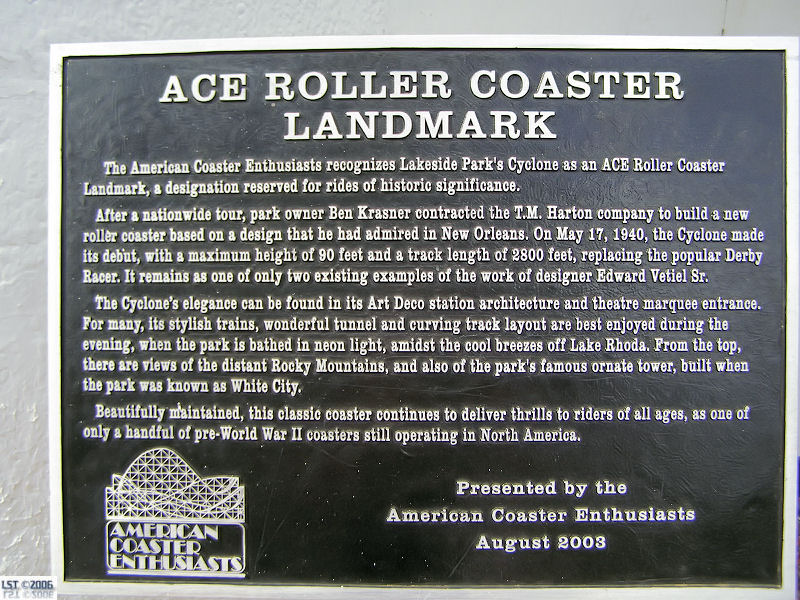 ACE ROLLER COASTER
LANDMARK
The American Coaster Enthusiasts recognizes Lakeside Park's Cyclone as an ACE Roller Coaster
Landmark, a designation reserved for rides of historic significance.
After a nationwide tour, park owner Ben Krasner contracted the T.M. Harton company to build a new
roller coaster based on a design that he had admired in New Orleans. On May 17, 1940, the Cyclone made
its debut, with a maximum height of 90 feet and a track length of 2800 feet, replacing the popular Derby
Racer. It remains as one of only two existing examples of the work of designer Edward Vetiel Sr.
The Cyclone's elegance can be found in its Art Deco station architecture and theatre marquee entrance.
For many, its stylish trains, wonderful tunnel and curving track layout are best enjoyed during the
evening, when the park is bathed in neon light, amidst the cool breezes off Lake Rhoda. From the top,
there are views of the distant Rocky Mountains, and also of the park's famous ornate tower, built when
the park was known as White City.
Beautifully maintained, this classic coaster continues to deliver thrills to riders of all ages, as one of
only a handful of pre-World War II coasters still operating in North America.
Presented by the
American Coaster Enthusiasts
August 2003
AMERICAN
COASTER
ENTHUSIASTS
LST ©2006